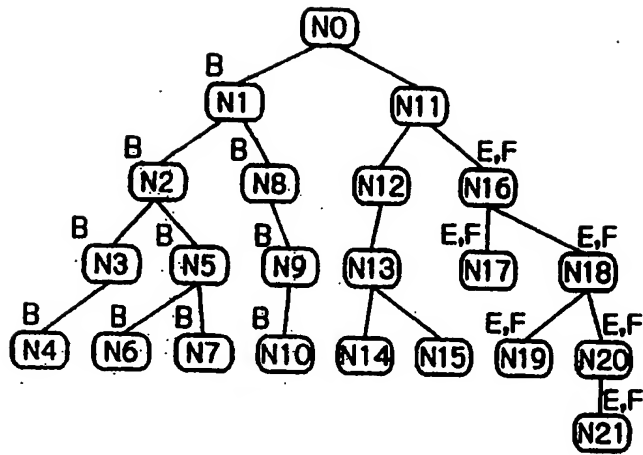 N0
B
N1 N11
B B E,F
N2 N8 N12 N16
B B B E,F E,F
N3 N5 N9 N13 N17 N18
B B B B E,F E,F
N4 N6 N7 N10 N14 N15 N19 N20
E,F
N21